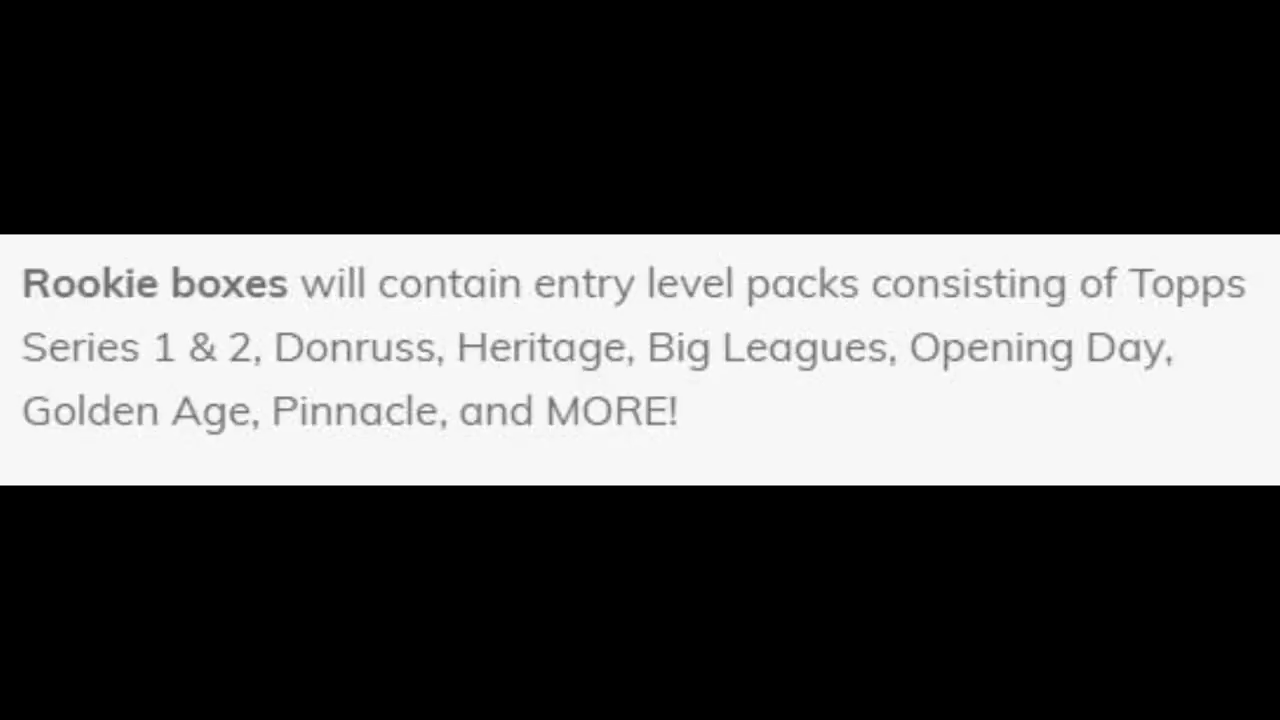 Rookie boxes will contain entry level packs consisting of Topps
Series 1 & 2, Donruss, Heritage, Big Leagues, Opening Day,
Golden Age, Pinnacle, and MORE!